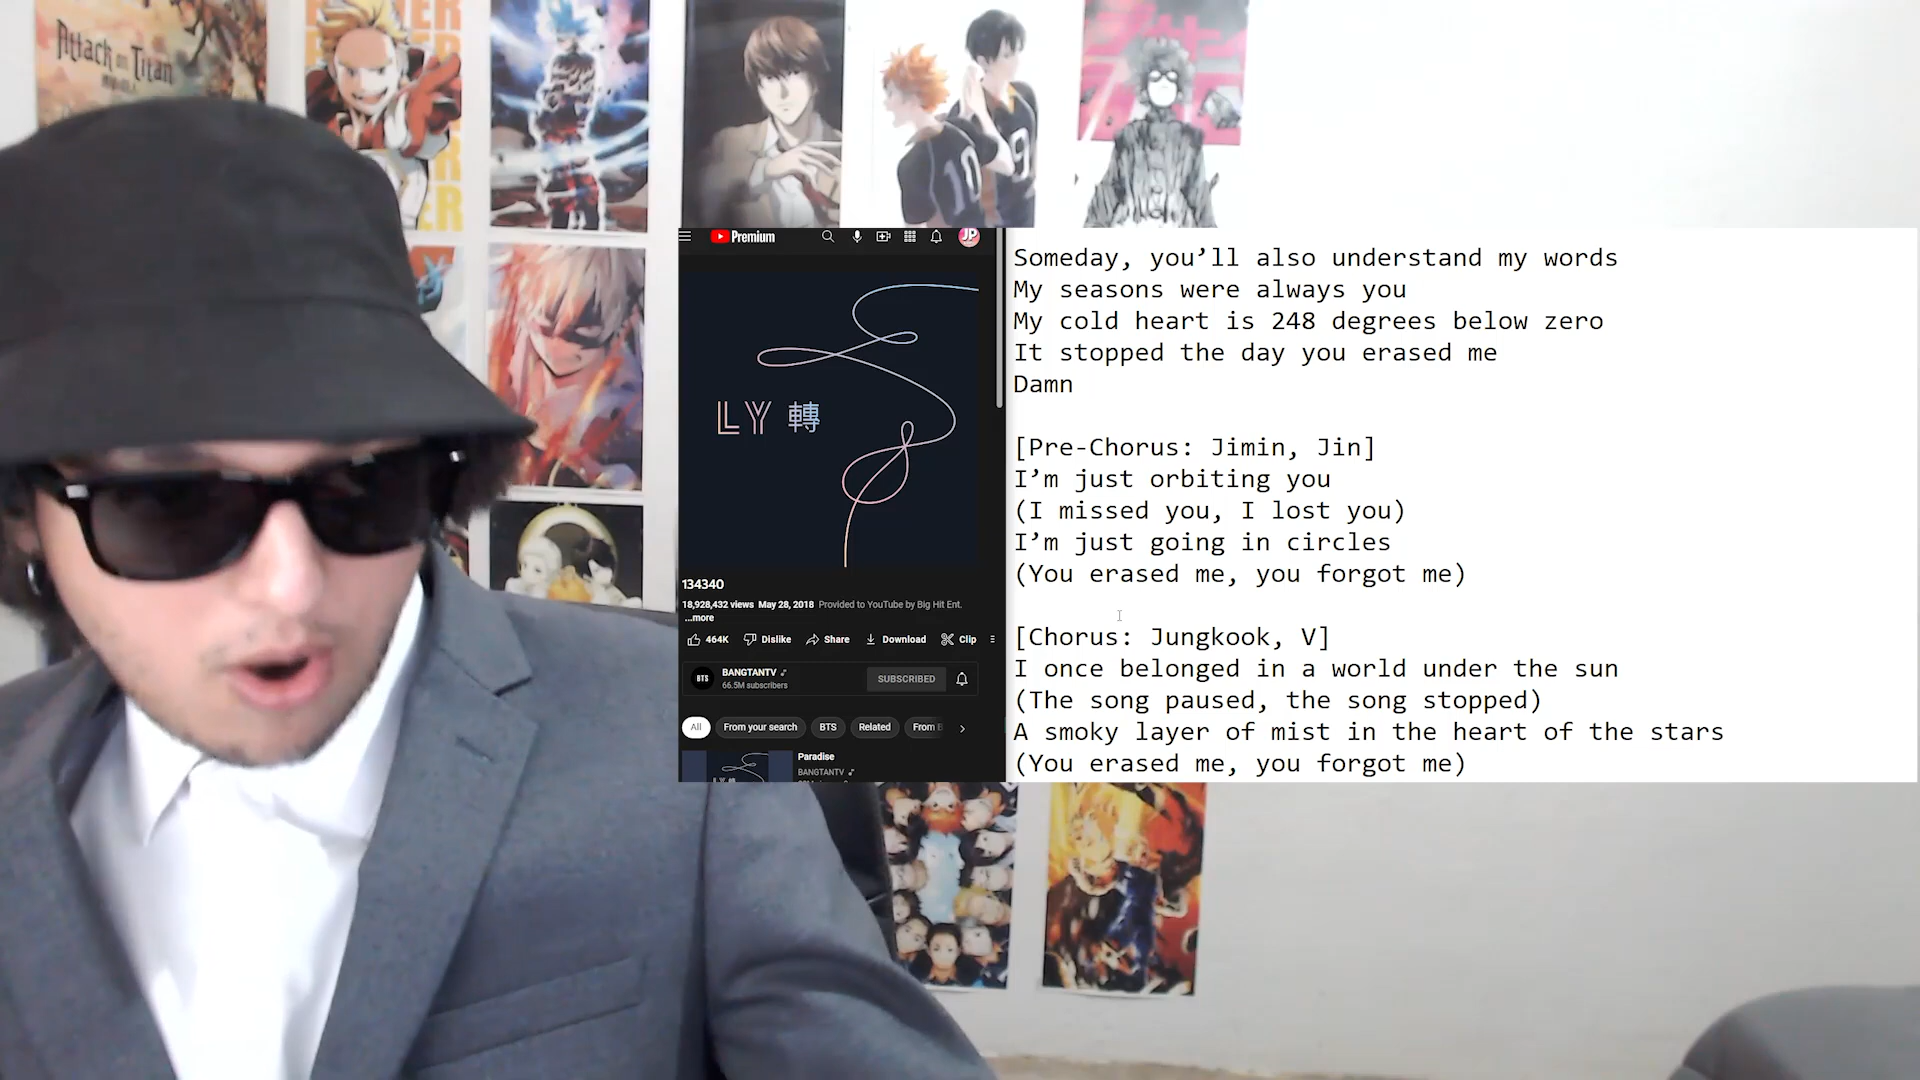 Attack on Titan
10
9
Premium
JP
LY 轉
134340
18,928,432 views May 28, 2018 Provided to YouTube by Big Hit Ent.
...more
464K Dislike Share Download Clip
BTS
BANGTANTV
66.5M subscribers
SUBSCRIBED
All From your search BTS Related From
Paradise
BANGTANTV
Someday, you’ll also understand my words
My seasons were always you
My cold heart is 248 degrees below zero
It stopped the day you erased me
Damn
[Pre-Chorus: Jimin, Jin]
I’m just orbiting you
(I missed you, I lost you)
I’m just going in circles
(You erased me, you forgot me)
[Chorus: Jungkook, V]
I once belonged in a world under the sun
(The song paused, the song stopped)
A smoky layer of mist in the heart of the stars
(You erased me, you forgot me)